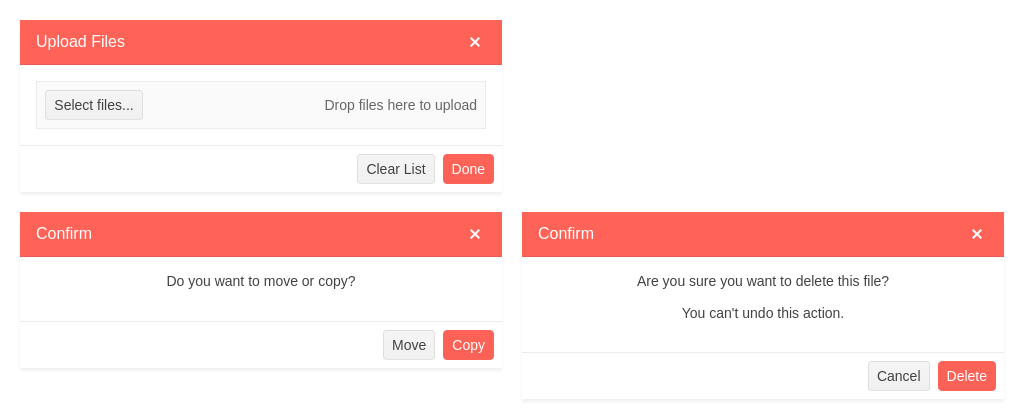 Upload Files
Select files...
Drop files here to upload
Clear List
Done
Confirm
Do you want to move or copy?
Move
Copy
Confirm
Are you sure you want to delete this file?
You can't undo this action.
Cancel
Delete